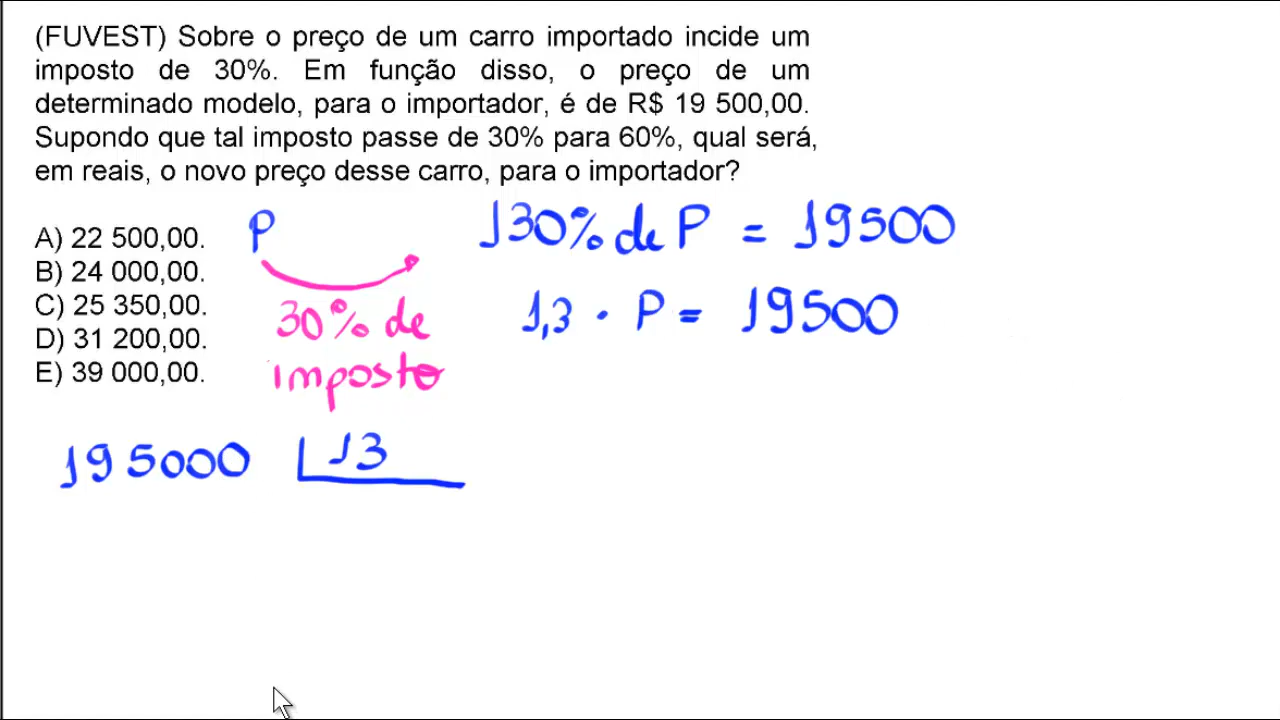 (FUVEST) Sobre o preço de um carro importado incide um
imposto de 30%. Em função disso, o preço de um
determinado modelo, para o importador, é de R$ 19 500,00.
Supondo que tal imposto passe de 30% para 60%, qual será,
em reais, o novo preço desse carro, para o importador?
A) 22 500,00.
B) 24 000,00.
C) 25 350,00.
D) 31 200,00.
E) 39 000,00.
P
30% de
imposto
130% de P = 19500
1,3 · P = 19500
195000 13